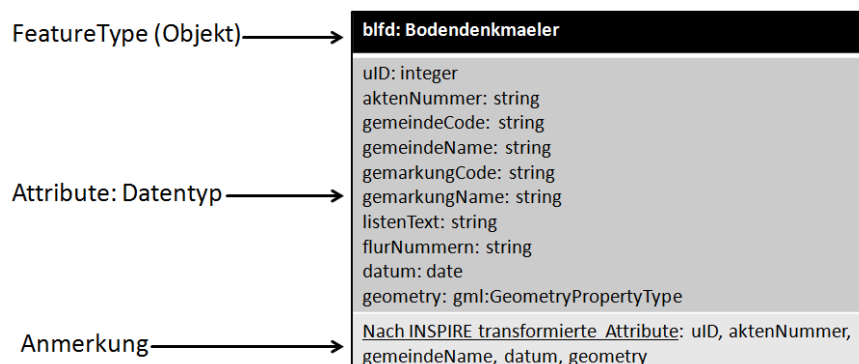 FeatureType (Objekt)
blfd: Bodendenkmaeler
Attribute: Datentyp
uID: integer
aktenNummer: string
gemeindeCode: string
gemeindeName: string
gemarkungCode: string
gemarkungName: string
listenText: string
flurNummern: string
datum: date
geometry: gml:GeometryPropertyType
Anmerkung
Nach INSPIRE transformierte Attribute: uID, aktenNummer,
gemeindeName, datum, geometry